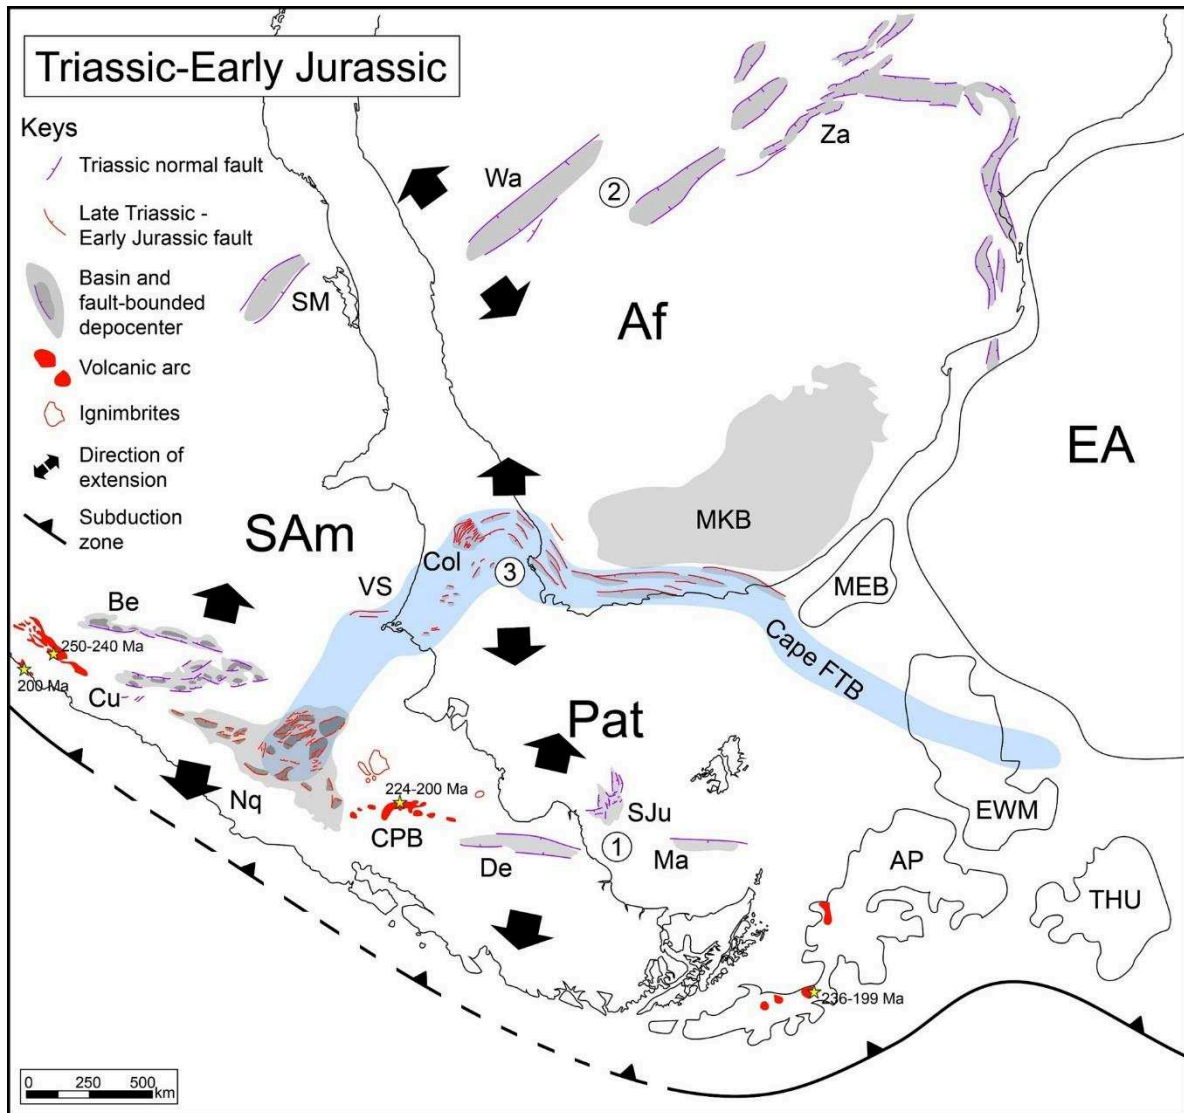 Triassic-Early Jurassic
Keys
Triassic normal fault
Late Triassic -
Early Jurassic fault
Basin and
fault-bounded
depocenter
Volcanic arc
Ignimbrites
Direction of
extension
Subduction
zone
Za
Wa
2
SM
Af
EA
MKB
SAm
Col
3
VS
MEB
Be
250-240 Ma
200 Ma
Cu
Cape FTB
Pat
Nq
224-200 Ma
CPB
SJu
EWM
De
1
Ma
AP
THU
236-199 Ma
0 250 500
km